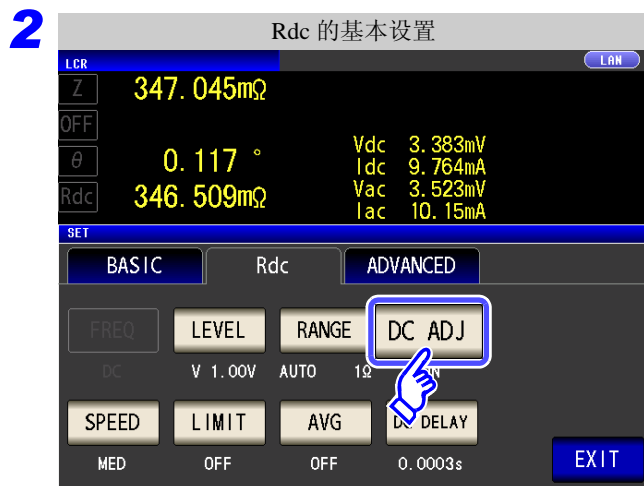 2
Rdc 的基本设置
LCR
LAN
Z 347.045mΩ
OFF
θ 0.117 °
Rdc 346.509mΩ
Vdc 3.383mV
Idc 9.764mA
Vac 3.523mV
Iac 10.15mA
SET
BASIC Rdc ADVANCED
FREQ LEVEL RANGE DC ADJ
DC V 1.00V AUTO 1Ω
SPEED LIMIT AVG DELAY
MED OFF OFF 0.0003s
EXIT